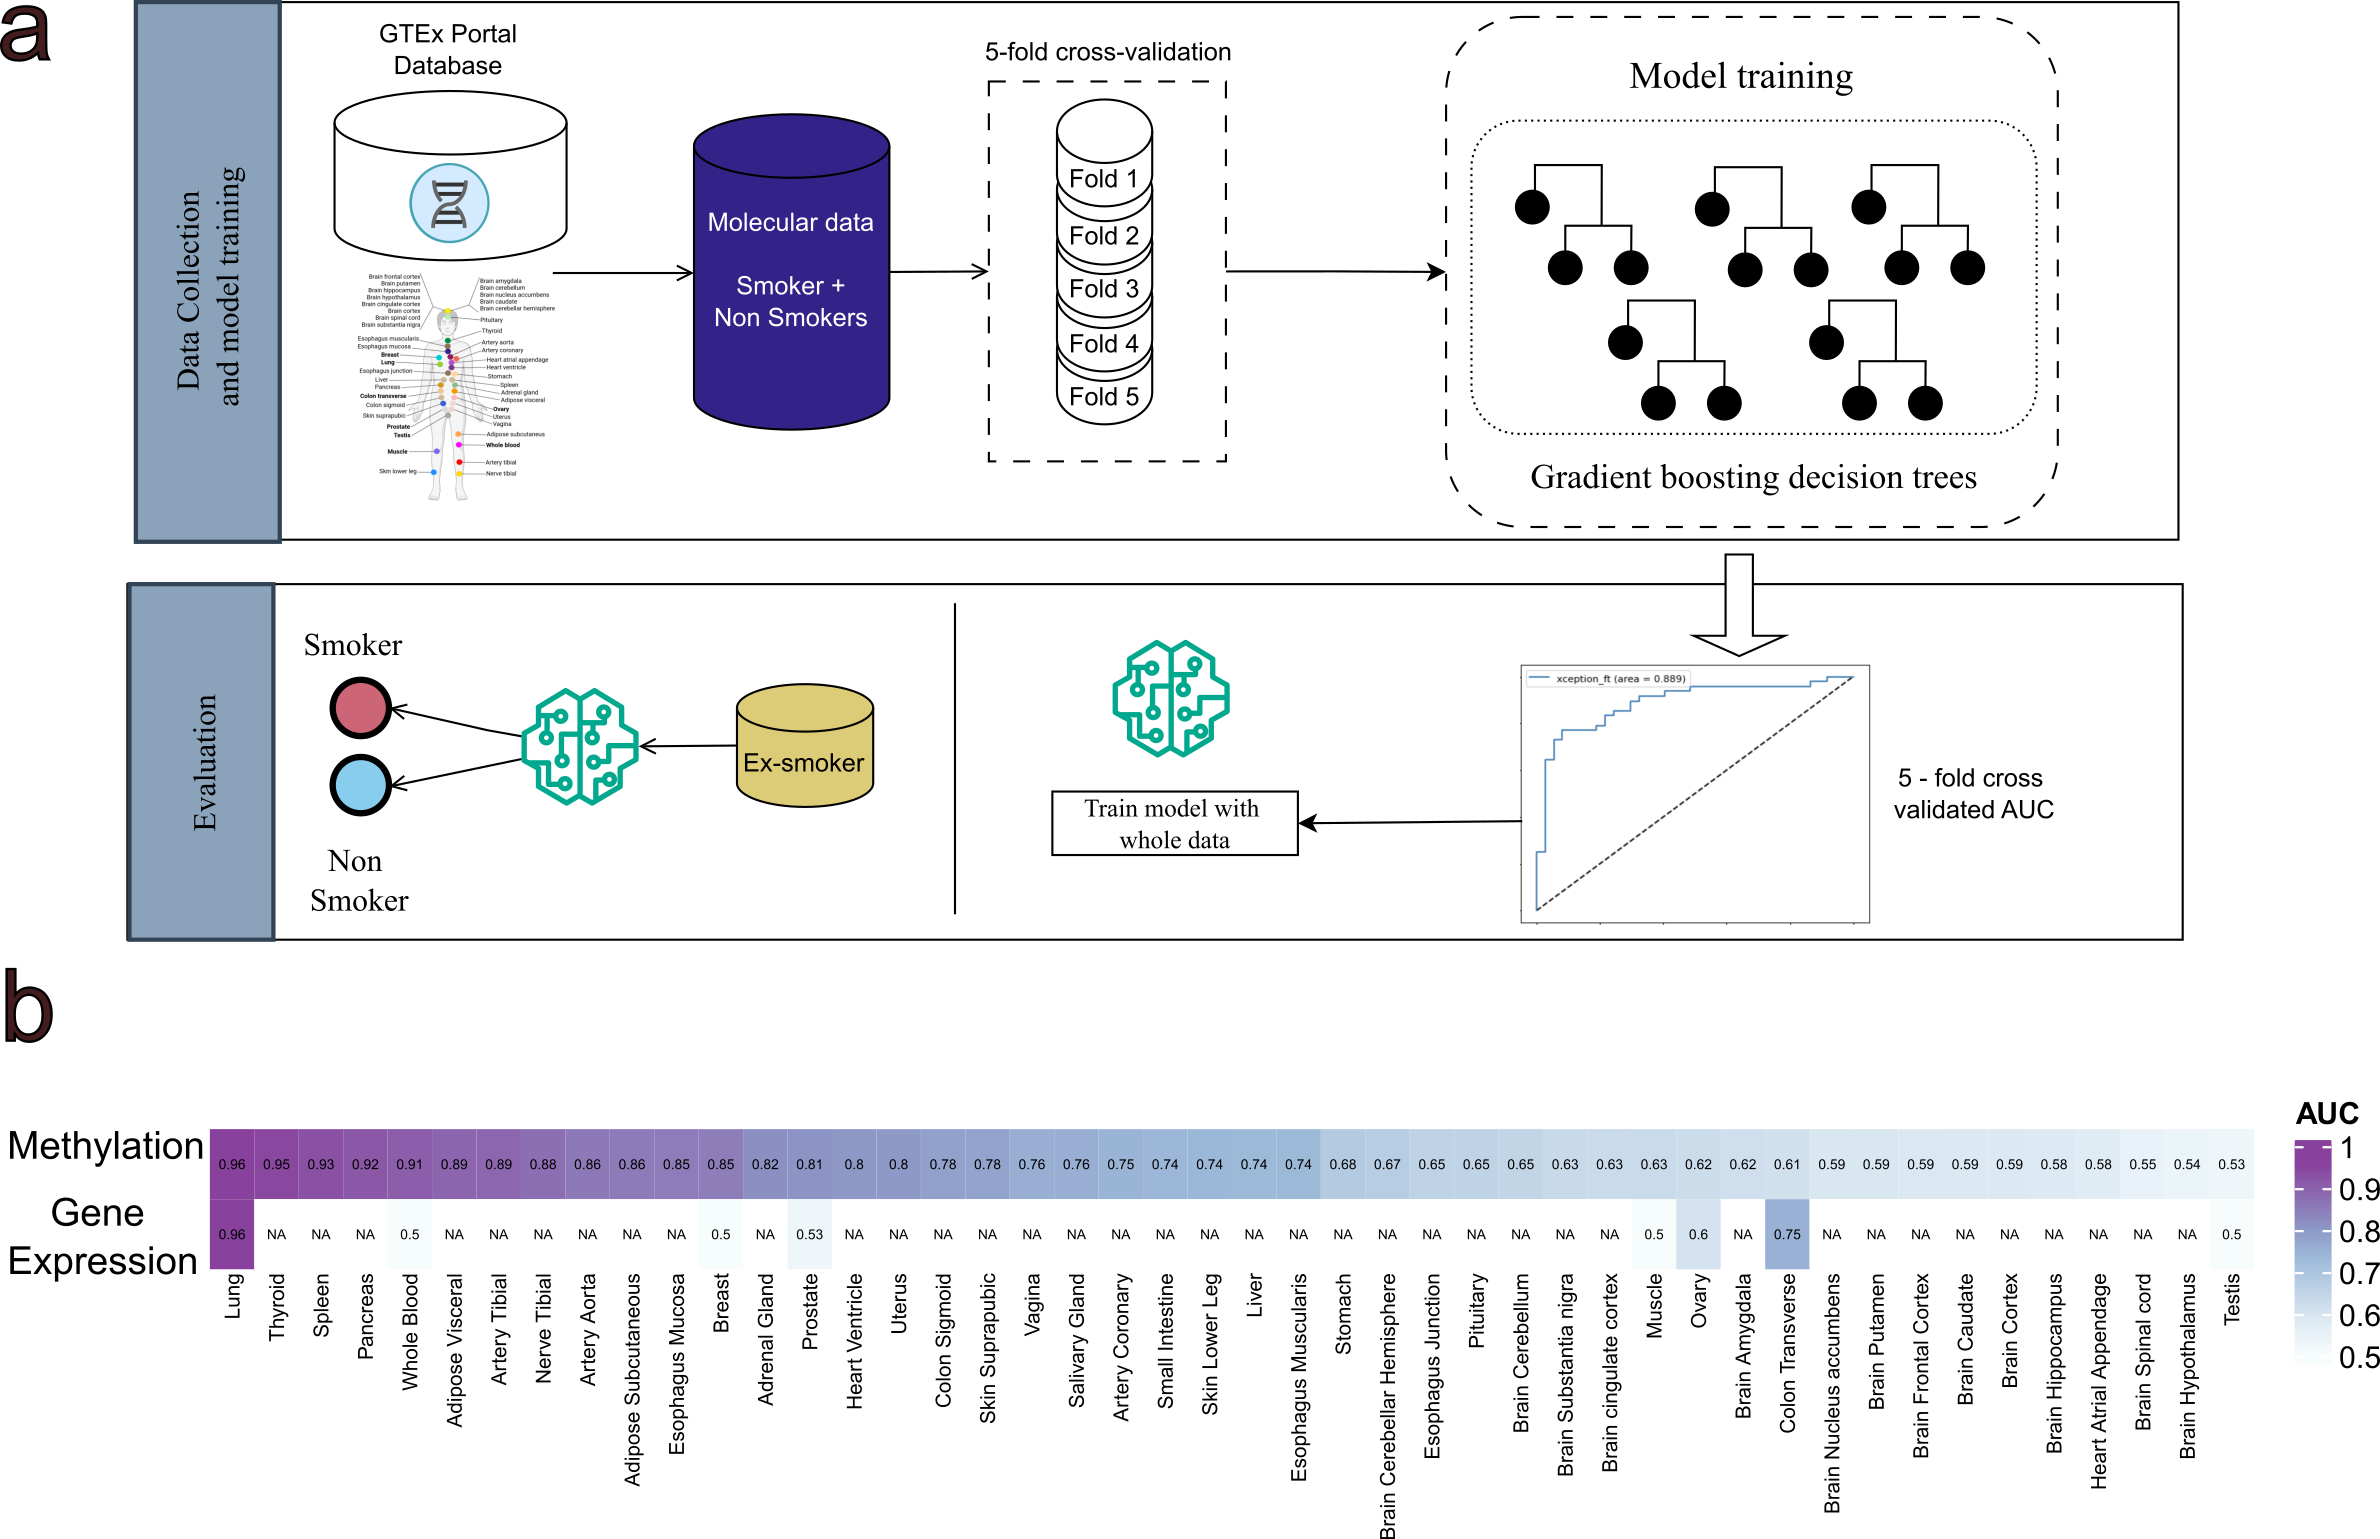 a
Data Collection
and model training
GTEx Portal
Database
Brain frontal cortex
Brain putamen
Brain hippocampus
Brain hypothalamus
Brain cingulate cortex
Brain cortex
Brain spinal cord
Brain substantia nigra
Esophagus muscularis
Esophagus mucosa
Breast
Lung
Esophagus junction
Liver
Pancreas
Colon transverse
Colon sigmoid
Skin suprapubic
Prostate
Testis
Muscle
Skin lower leg
Brain amygdala
Brain cerebellum
Brain nucleus accumbens
Brain caudate
Brain cerebellar hemisphere
Pituitary
Thyroid
Artery aorta
Artery coronary
Heart atrial appendage
Heart ventricle
Stomach
Spleen
Adrenal gland
Adipose visceral
Ovary
Uterus
Vagina
Adipose subcutaneus
Whole blood
Artery tibial
Nerve tibial
Molecular data
Smoker +
Non Smokers
5-fold cross-validation
Fold 1
Fold 2
Fold 3
Fold 4
Fold 5
Model training
Gradient boosting decision trees
Evaluation
Smoker
Non
Smoker
Ex-smoker
Train model with
whole data
xception_ft (area = 0.889)
5 - fold cross
validated AUC
b
Methylation 0.96 0.95 0.93 0.92 0.91 0.89 0.89 0.88 0.86 0.86 0.85 0.85 0.82 0.81 0.8 0.8 0.78 0.78 0.76 0.76 0.75 0.74 0.74 0.74 0.74 0.68 0.67 0.65 0.65 0.65 0.63 0.63 0.63 0.62 0.62 0.61 0.59 0.59 0.59 0.59 0.59 0.58 0.58 0.55 0.54 0.53
Gene
Expression
0.96 NA NA NA 0.5 NA NA NA NA NA NA 0.5 NA 0.53 NA NA NA NA NA NA NA NA NA NA NA NA NA NA NA NA NA NA 0.5 0.6 NA 0.75 NA NA NA NA NA NA NA NA NA 0.5
Lung
Thyroid
Spleen
Pancreas
Whole Blood
Adipose Visceral
Artery Tibial
Nerve Tibial
Artery Aorta
Adipose Subcutaneous
Esophagus Mucosa
Breast
Adrenal Gland
Prostate
Heart Ventricle
Uterus
Colon Sigmoid
Skin Suprapubic
Vagina
Salivary Gland
Artery Coronary
Small Intestine
Skin Lower Leg
Liver
Esophagus Muscularis
Stomach
Brain Cerebellar Hemisphere
Esophagus Junction
Pituitary
Brain Cerebellum
Brain Substantia nigra
Brain cingulate cortex
Muscle
Ovary
Brain Amygdala
Colon Transverse
Brain Nucleus accumbens
Brain Putamen
Brain Frontal Cortex
Brain Caudate
Brain Cortex
Brain Hippocampus
Heart Atrial Appendage
Brain Spinal cord
Brain Hypothalamus
Testis
AUC
1
0.9
0.8
0.7
0.6
0.5